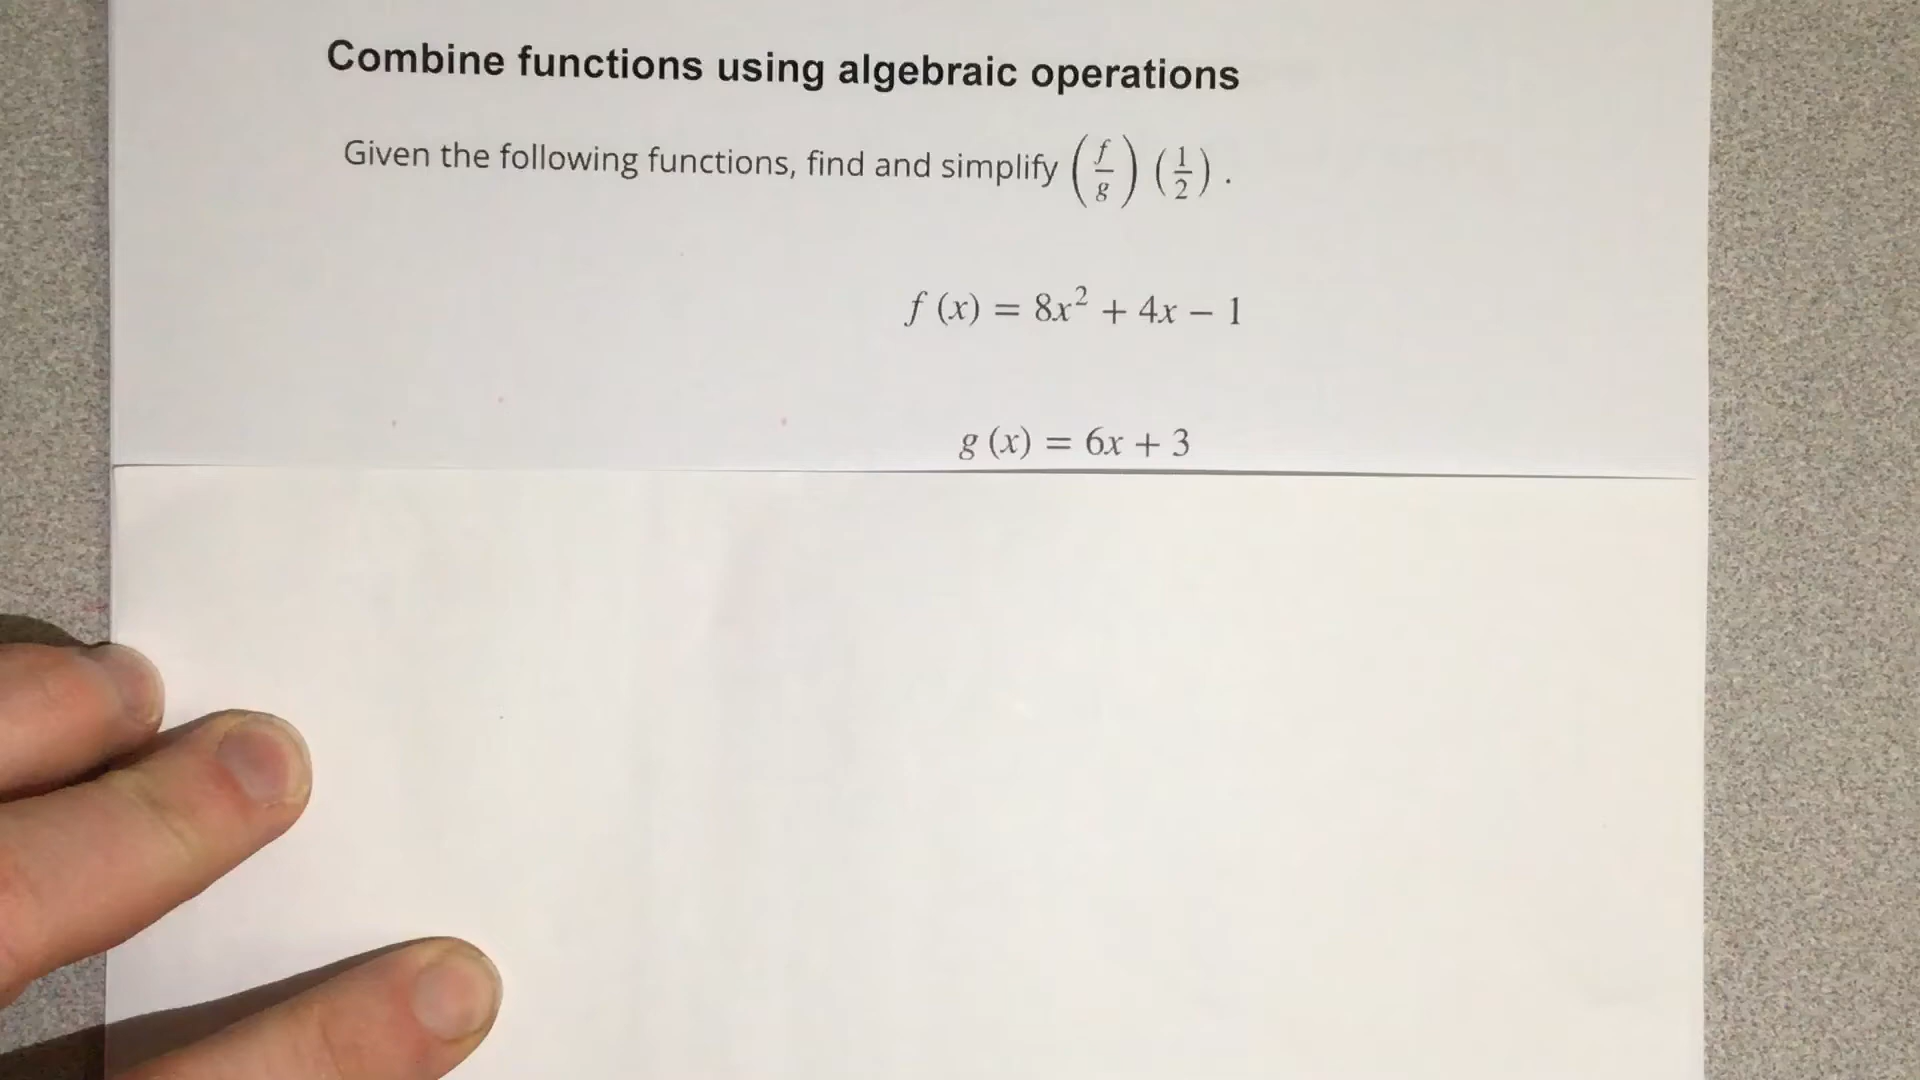 Combine functions using algebraic operations
Given the following functions, find and simplify (f/g) (1/2) .
f (x) = 8x² + 4x − 1
g (x) = 6x + 3